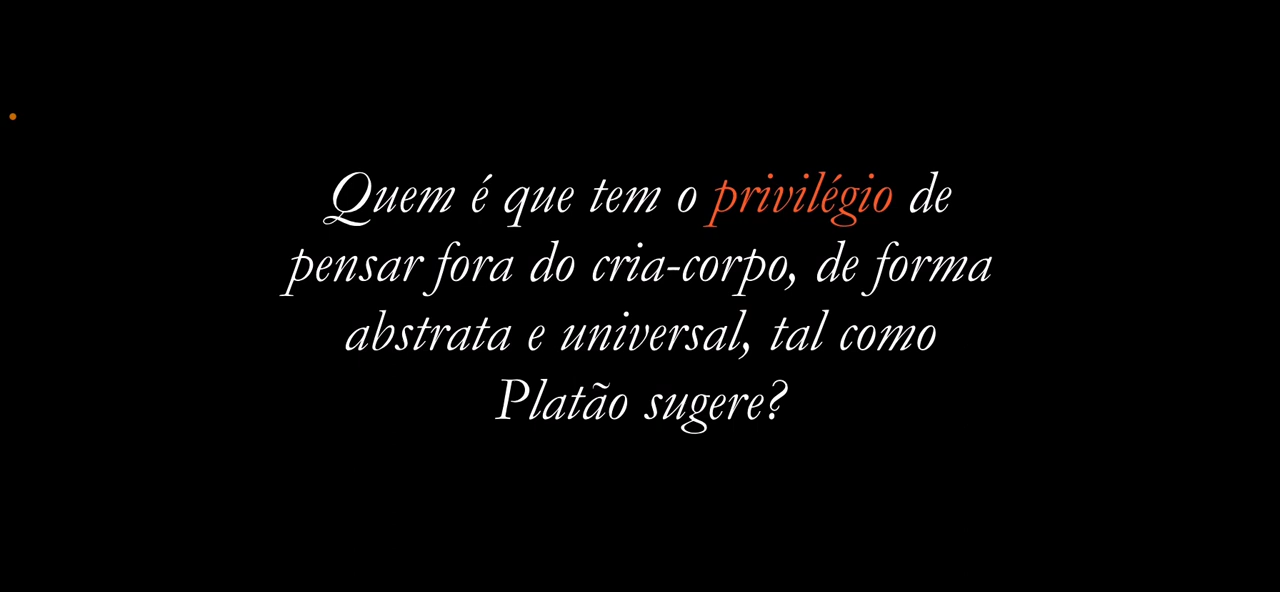 Quem é que tem o privilégio de
pensar fora do cria-corpo, de forma
abstrata e universal, tal como
Platão sugere?